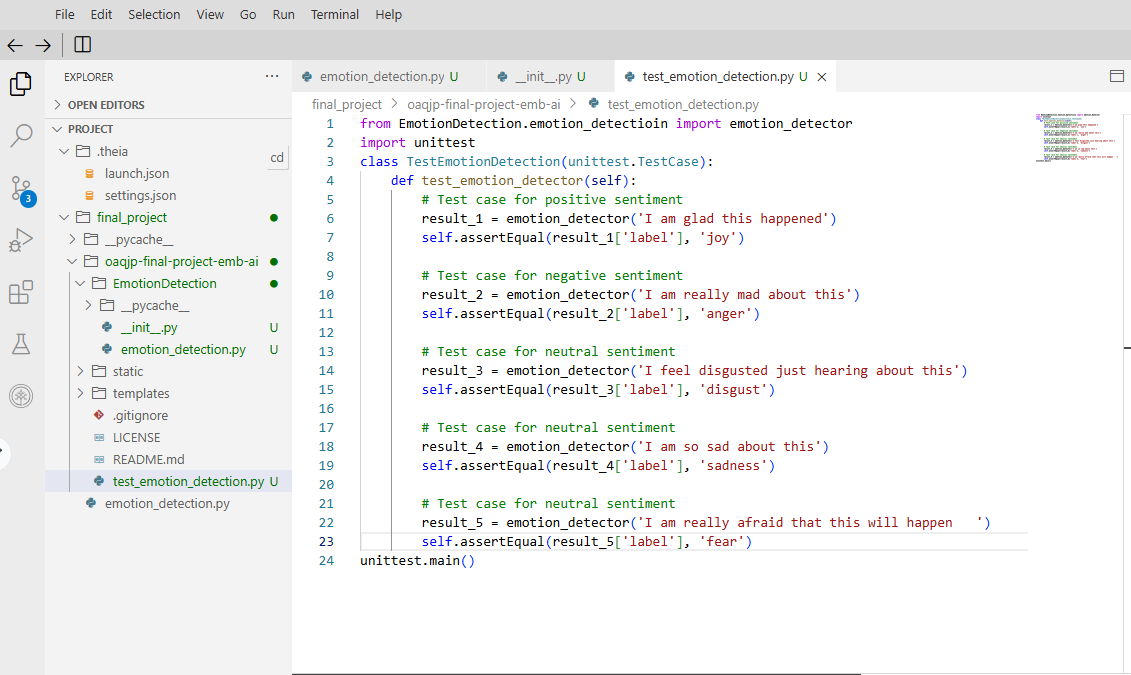 File Edit Selection View Go Run Terminal Help
EXPLORER ...
OPEN EDITORS
PROJECT
.theia
cd
launch.json
settings.json
final_project
__pycache__
oaqjp-final-project-emb-ai
EmotionDetection
__pycache__
__init__.py U
emotion_detection.py U
static
templates
.gitignore
LICENSE
README.md
test_emotion_detection.py U
emotion_detection.py
3
emotion_detection.py U __init__.py U test_emotion_detection.py U
final_project > oaqjp-final-project-emb-ai > test_emotion_detection.py
1 from EmotionDetection.emotion_detectioin import emotion_detector
2 import unittest
3 class TestEmotionDetection(unittest.TestCase):
4     def test_emotion_detector(self):
5         # Test case for positive sentiment
6         result_1 = emotion_detector('I am glad this happened')
7         self.assertEqual(result_1['label'], 'joy')
8
9         # Test case for negative sentiment
10         result_2 = emotion_detector('I am really mad about this')
11         self.assertEqual(result_2['label'], 'anger')
12
13         # Test case for neutral sentiment
14         result_3 = emotion_detector('I feel disgusted just hearing about this')
15         self.assertEqual(result_3['label'], 'disgust')
16
17         # Test case for neutral sentiment
18         result_4 = emotion_detector('I am so sad about this')
19         self.assertEqual(result_4['label'], 'sadness')
20
21         # Test case for neutral sentiment
22         result_5 = emotion_detector('I am really afraid that this will happen   ')
23         self.assertEqual(result_5['label'], 'fear')
24 unittest.main()